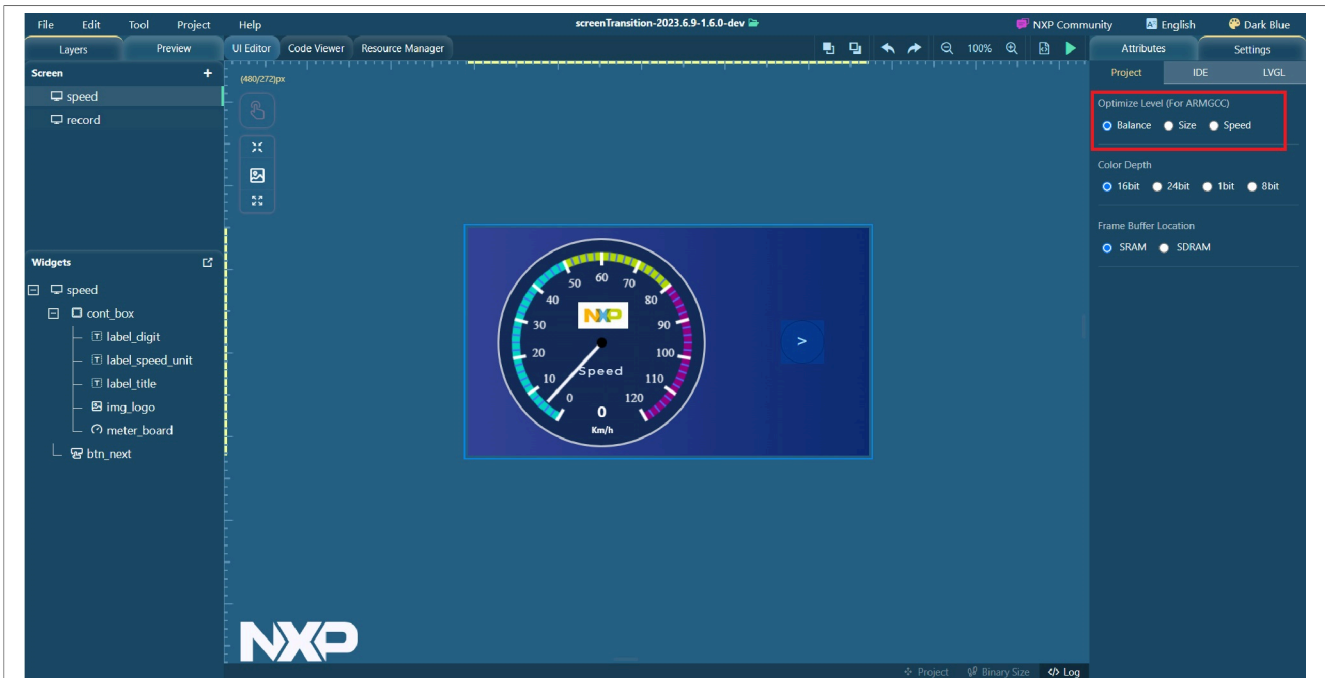 File Edit Tool Project Help screenTransition-2023.6.9-1.6.0-dev NXP Community English Dark Blue
Layers Preview UI Editor Code Viewer Resource Manager 100% Attributes Settings
Screen +
(480/272)px
Project IDE LVGL
speed
record
Optimize Level (For ARMGCC)
Balance Size Speed
Color Depth
16bit 24bit 1bit 8bit
Frame Buffer Location
SRAM SDRAM
Widgets
speed
cont_box
label_digit
label_speed_unit
label_title
img_logo
meter_board
btn_next
50 60 70
40 80
NXP
30 90
>
20 100
Speed
10 110
0 120
0
Km/h
NXP
Project Binary Size </> Log